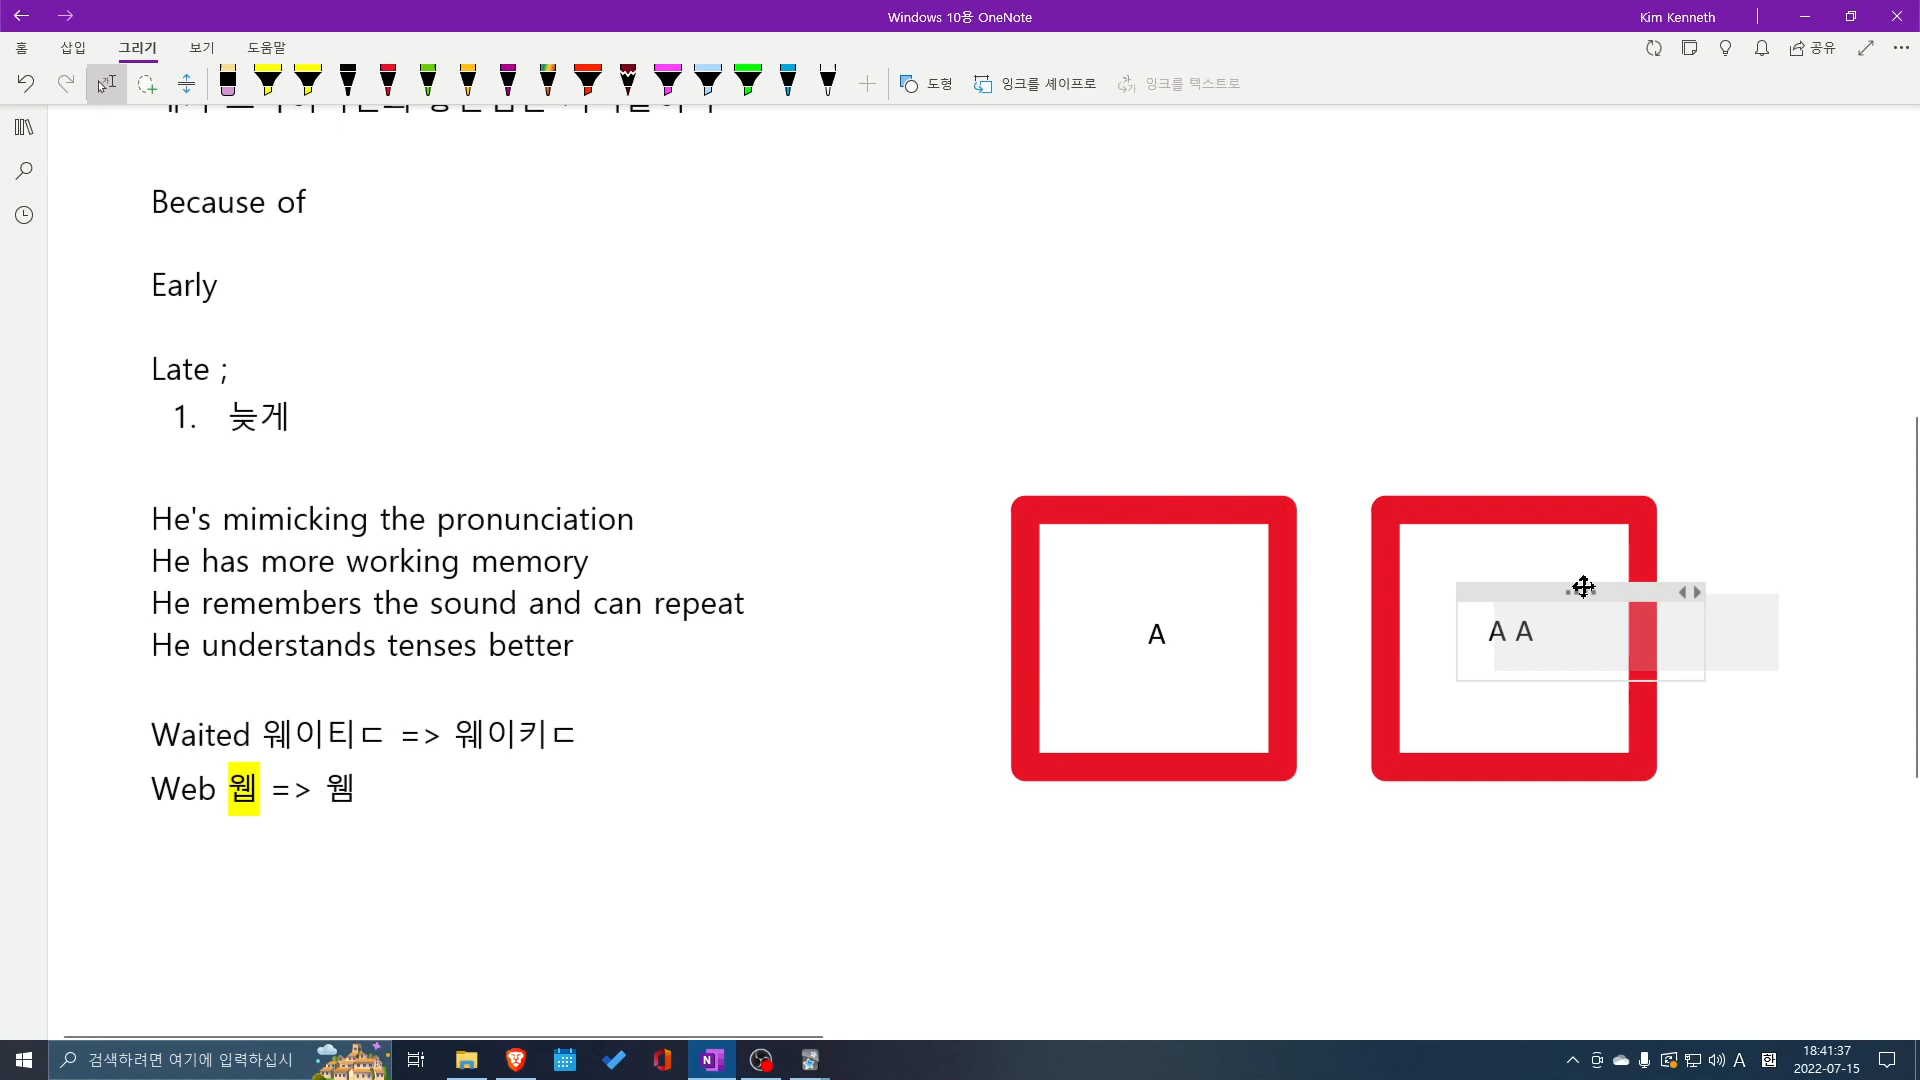 Windows 10용 OneNote
Kim Kenneth
홈 삽입 그리기 보기 도움말
공유
도형 잉크를 셰이프로 잉크를 텍스트로
Because of
Early
Late ;
1. 늦게
He's mimicking the pronunciation
He has more working memory
He remembers the sound and can repeat
He understands tenses better
Waited 웨이티ㄷ => 웨이키ㄷ
Web 웹 => 웸
A
A A
검색하려면 여기에 입력하십시
A
18:41:37
2022-07-15